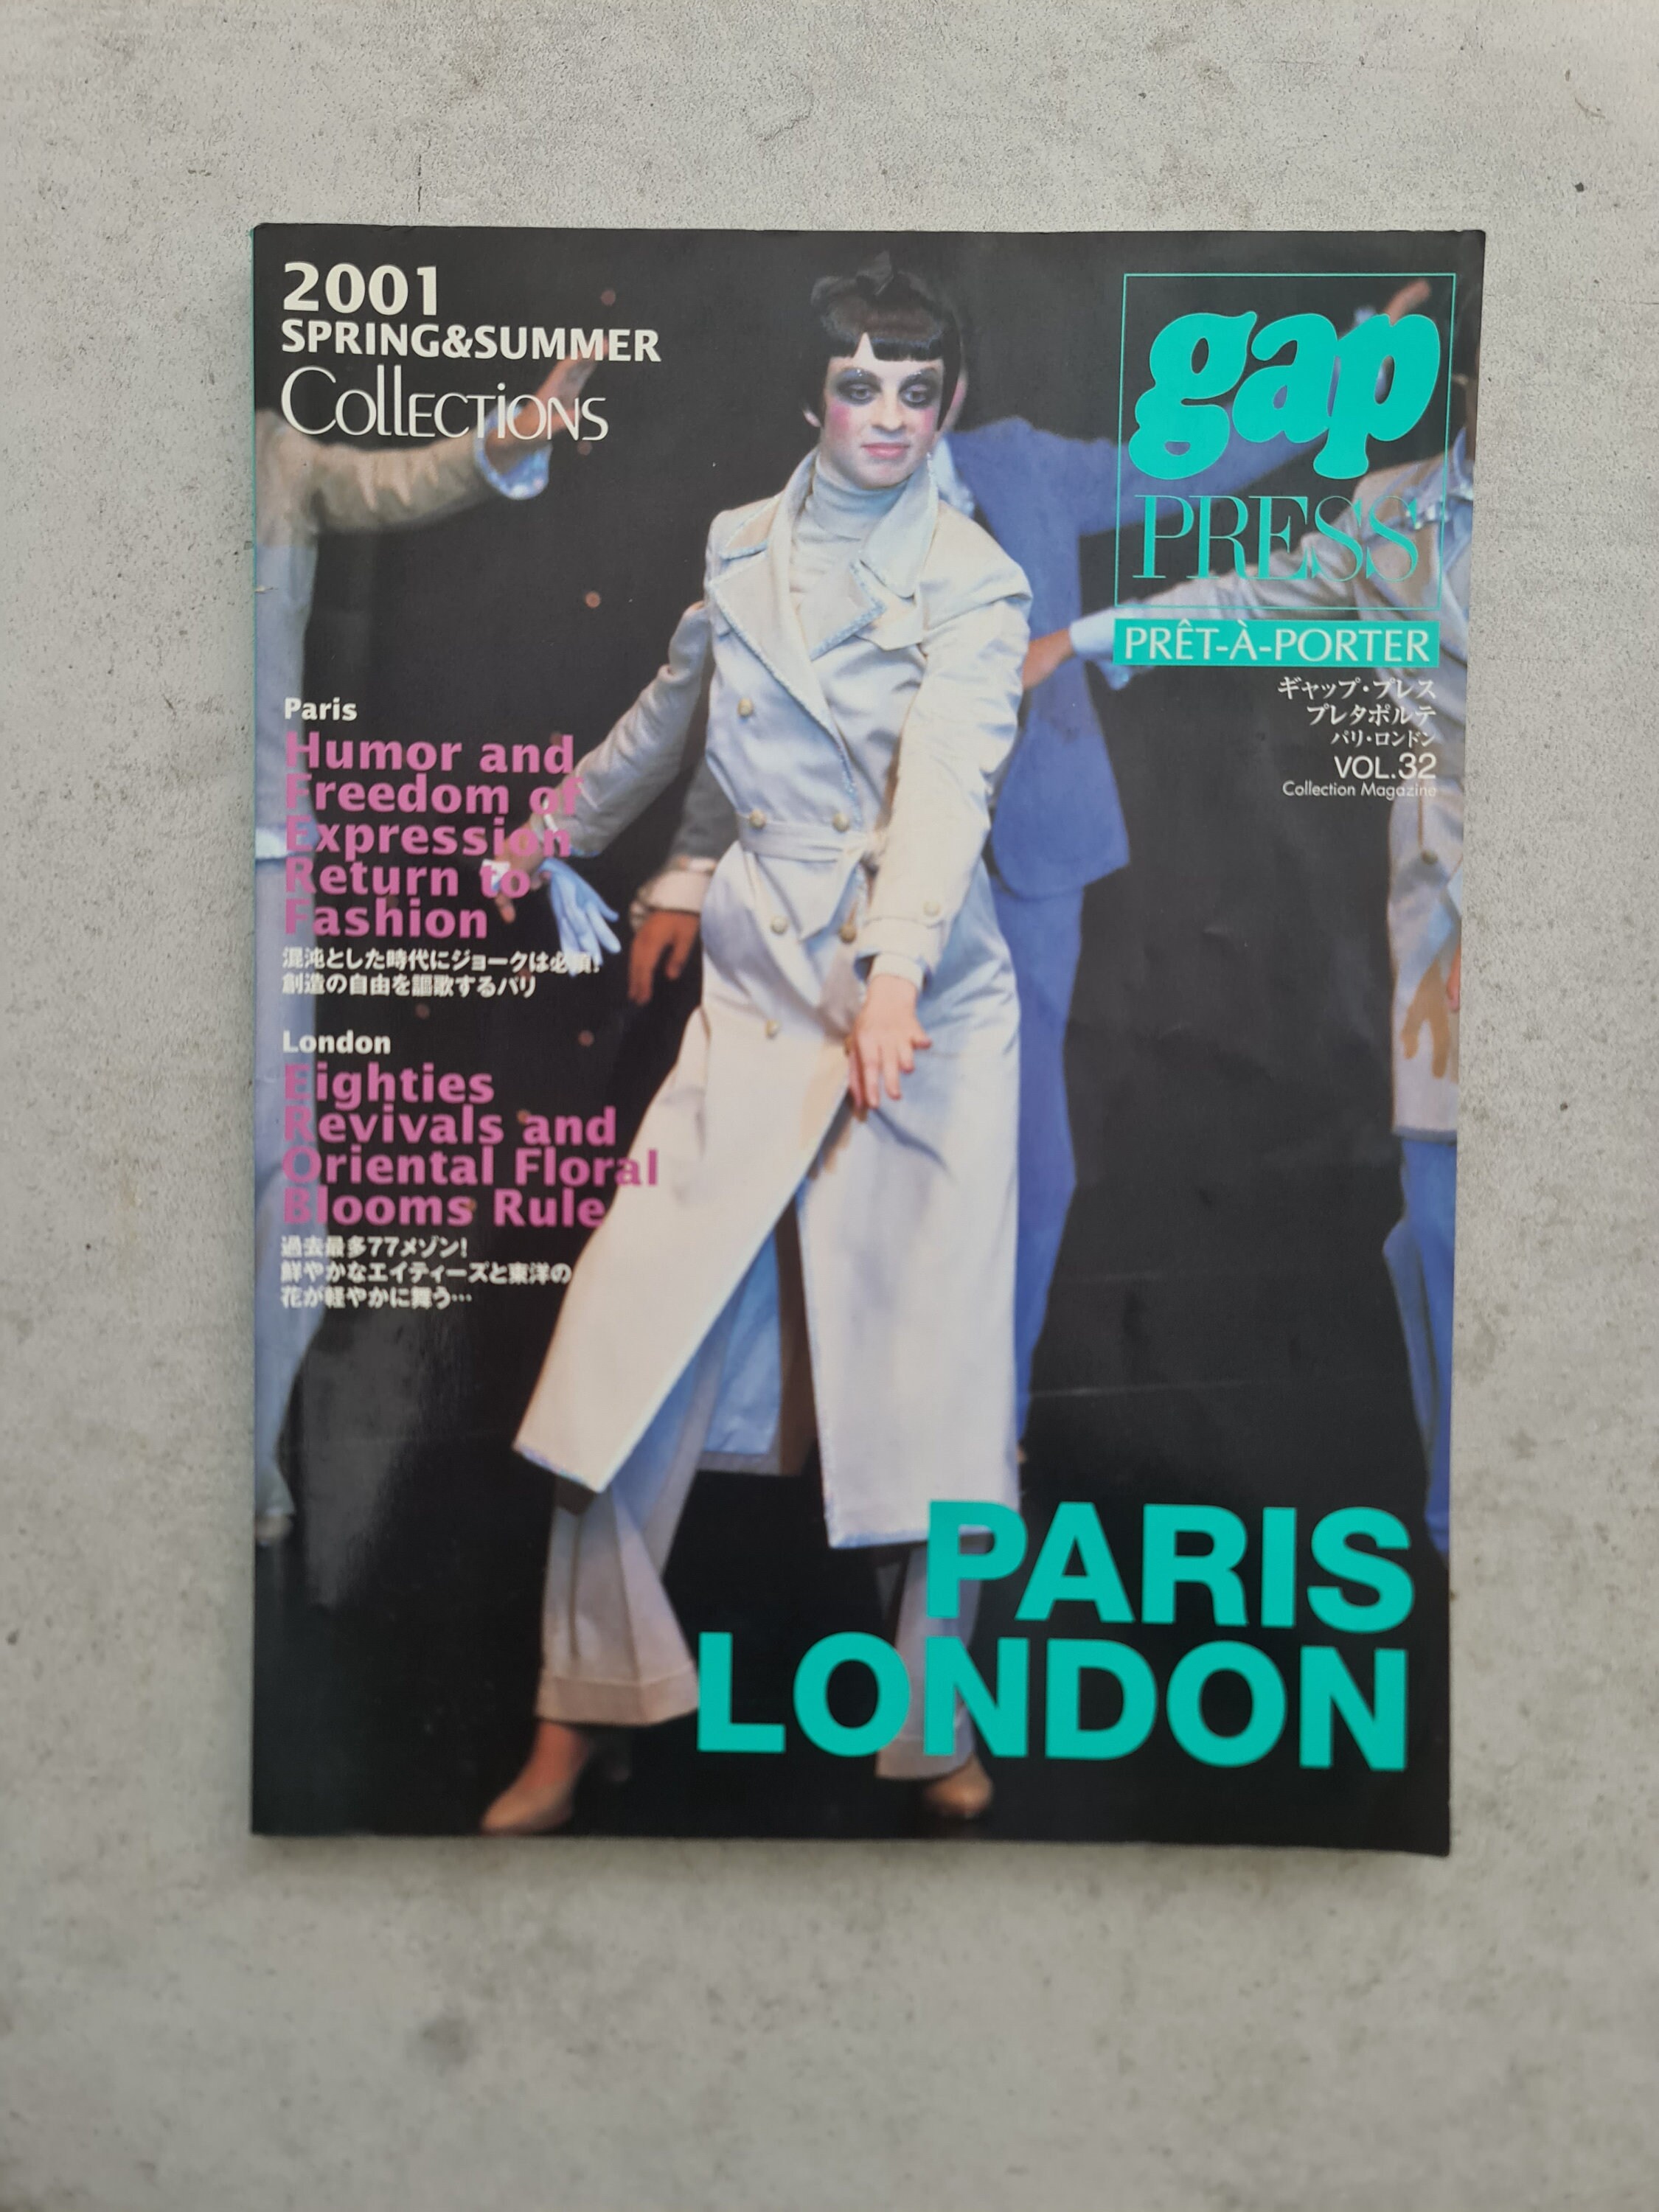 2001
SPRING&SUMMER
COLLECTIONS
gap
PRESS
PRÊT-À-PORTER
ギャップ・プレス
プレタポルテ
パリ・ロンドン
VOL.32
Collection Magazine
Paris
Humor and
Freedom of
Expression
Return to
Fashion
混沌とした時代にジョークは必須!
創造の自由を謳歌するパリ
London
Eighties
Revivals and
Oriental Floral
Blooms Rule
過去最多77メゾン!
鮮やかなエイティーズと東洋の
花が軽やかに舞う…
PARIS
LONDON